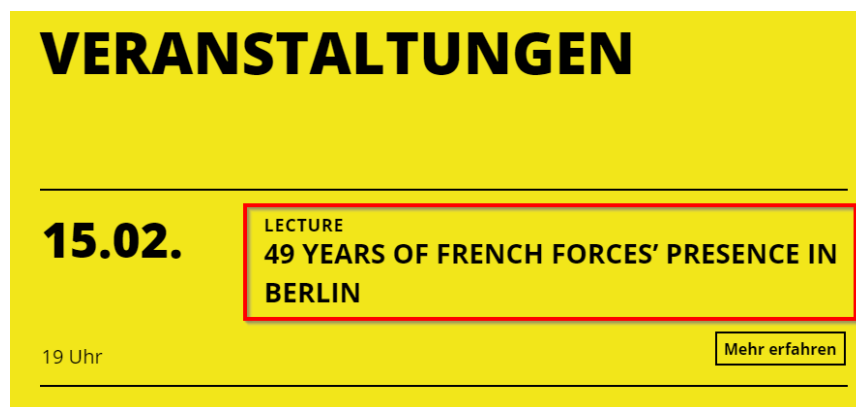 VERANSTALTUNGEN
15.02.
LECTURE
49 YEARS OF FRENCH FORCES’ PRESENCE IN
BERLIN
19 Uhr
Mehr erfahren